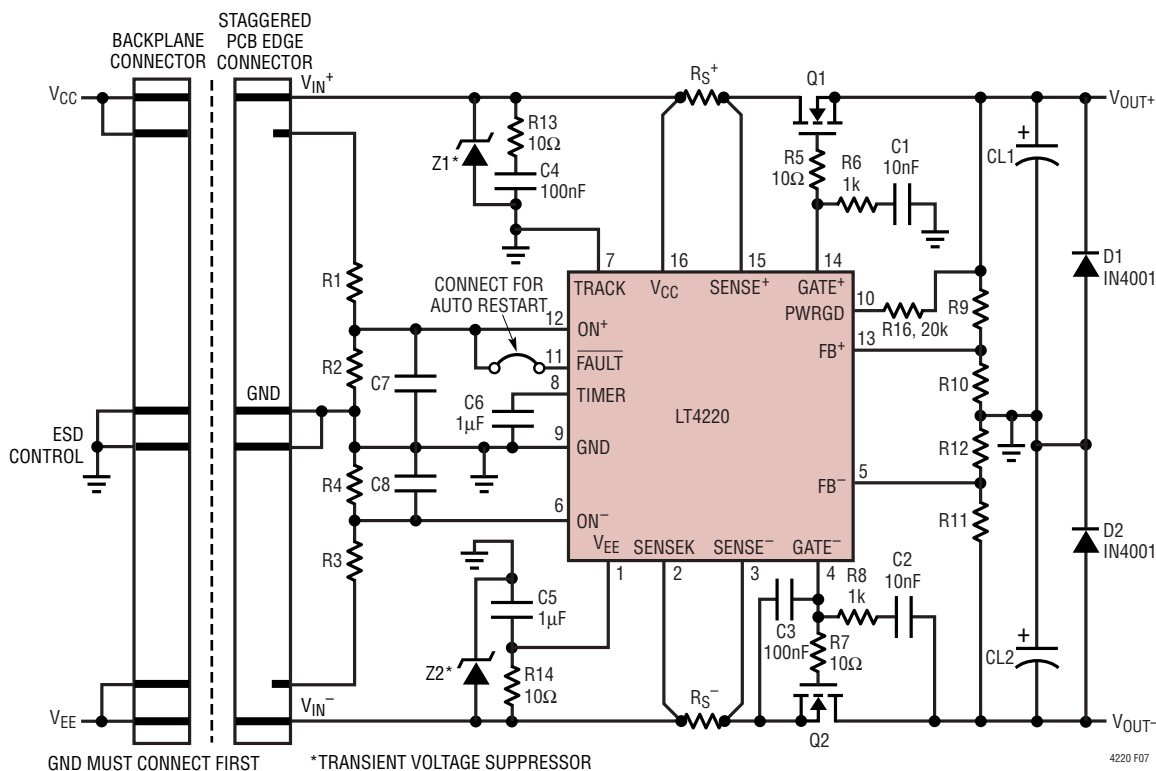 BACKPLANE
CONNECTOR
STAGGERED
PCB EDGE
CONNECTOR
VCC
VIN+
RS+
Q1
VOUT+
R13
10Ω
Z1*
C4
100nF
R5
10Ω
R6
1k
C1
10nF
D1
IN4001
R1
CONNECT FOR
AUTO RESTART
7
16
15
14
TRACK
VCC
SENSE+
GATE+
10
PWRGD
R16, 20k
R9
12
ON+
11
FAULT
13
FB+
R2
C7
8
TIMER
R10
C6
1µF
LT4220
GND
ESD
CONTROL
9
GND
R12
R4
C8
5
FB−
6
ON−
R11
VEE
SENSEK
SENSE−
GATE−
1
2
3
4
R3
D2
IN4001
C5
1µF
C3
100nF
R8
1k
C2
10nF
R7
10Ω
Z2*
R14
10Ω
CL1
+
CL2
+
VEE
VIN−
RS−
Q2
VOUT−
GND MUST CONNECT FIRST
*TRANSIENT VOLTAGE SUPPRESSOR
4220 F07